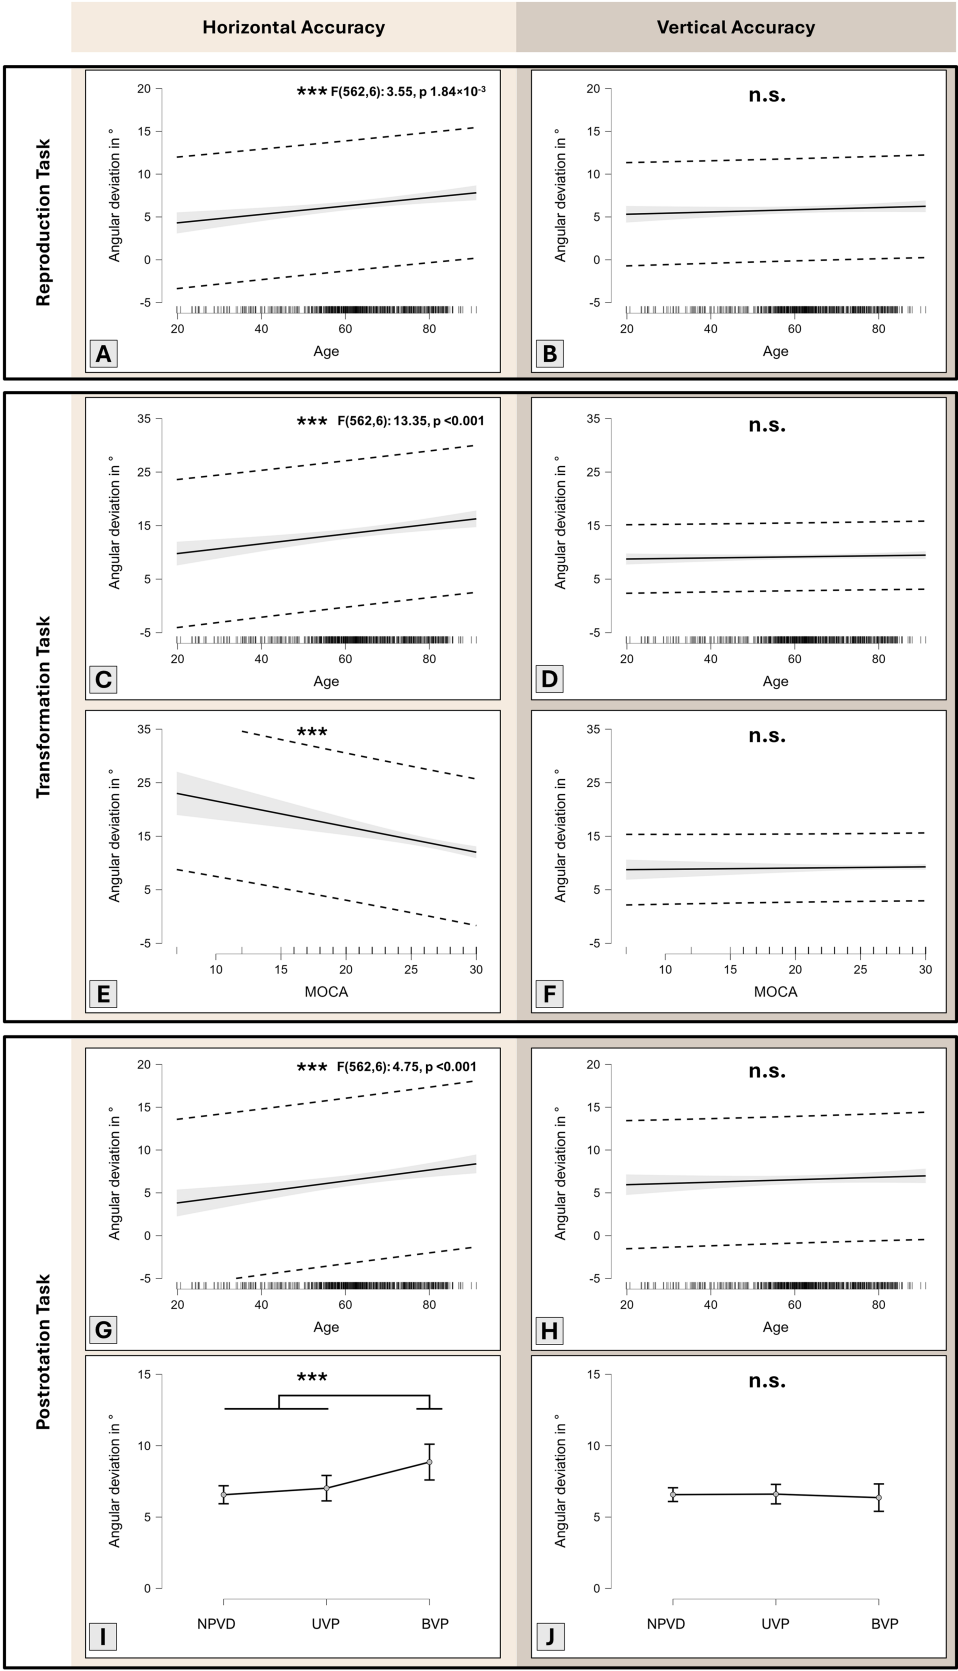 Horizontal Accuracy
Vertical Accuracy
Reproduction Task
*** F(562,6): 3.55, p 1.84×10-3
Angular deviation in °
20
15
10
5
0
-5
20 40 60 80
Age
A
n.s.
Angular deviation in °
20
15
10
5
0
-5
20 40 60 80
Age
B
Transformation Task
*** F(562,6): 13.35, p <0.001
Angular deviation in °
35
25
15
5
-5
20 40 60 80
Age
C
n.s.
Angular deviation in °
35
25
15
5
-5
20 40 60 80
Age
D
***
Angular deviation in °
35
25
15
5
-5
10 15 20 25 30
MOCA
E
n.s.
Angular deviation in °
35
25
15
5
-5
10 15 20 25 30
MOCA
F
Postrotation Task
*** F(562,6): 4.75, p <0.001
Angular deviation in °
20
15
10
5
0
-5
20 40 60 80
Age
G
n.s.
Angular deviation in °
20
15
10
5
0
-5
20 40 60 80
Age
H
***
Angular deviation in °
15
10
5
0
NPVD UVP BVP
I
n.s.
Angular deviation in °
15
10
5
0
NPVD UVP BVP
J